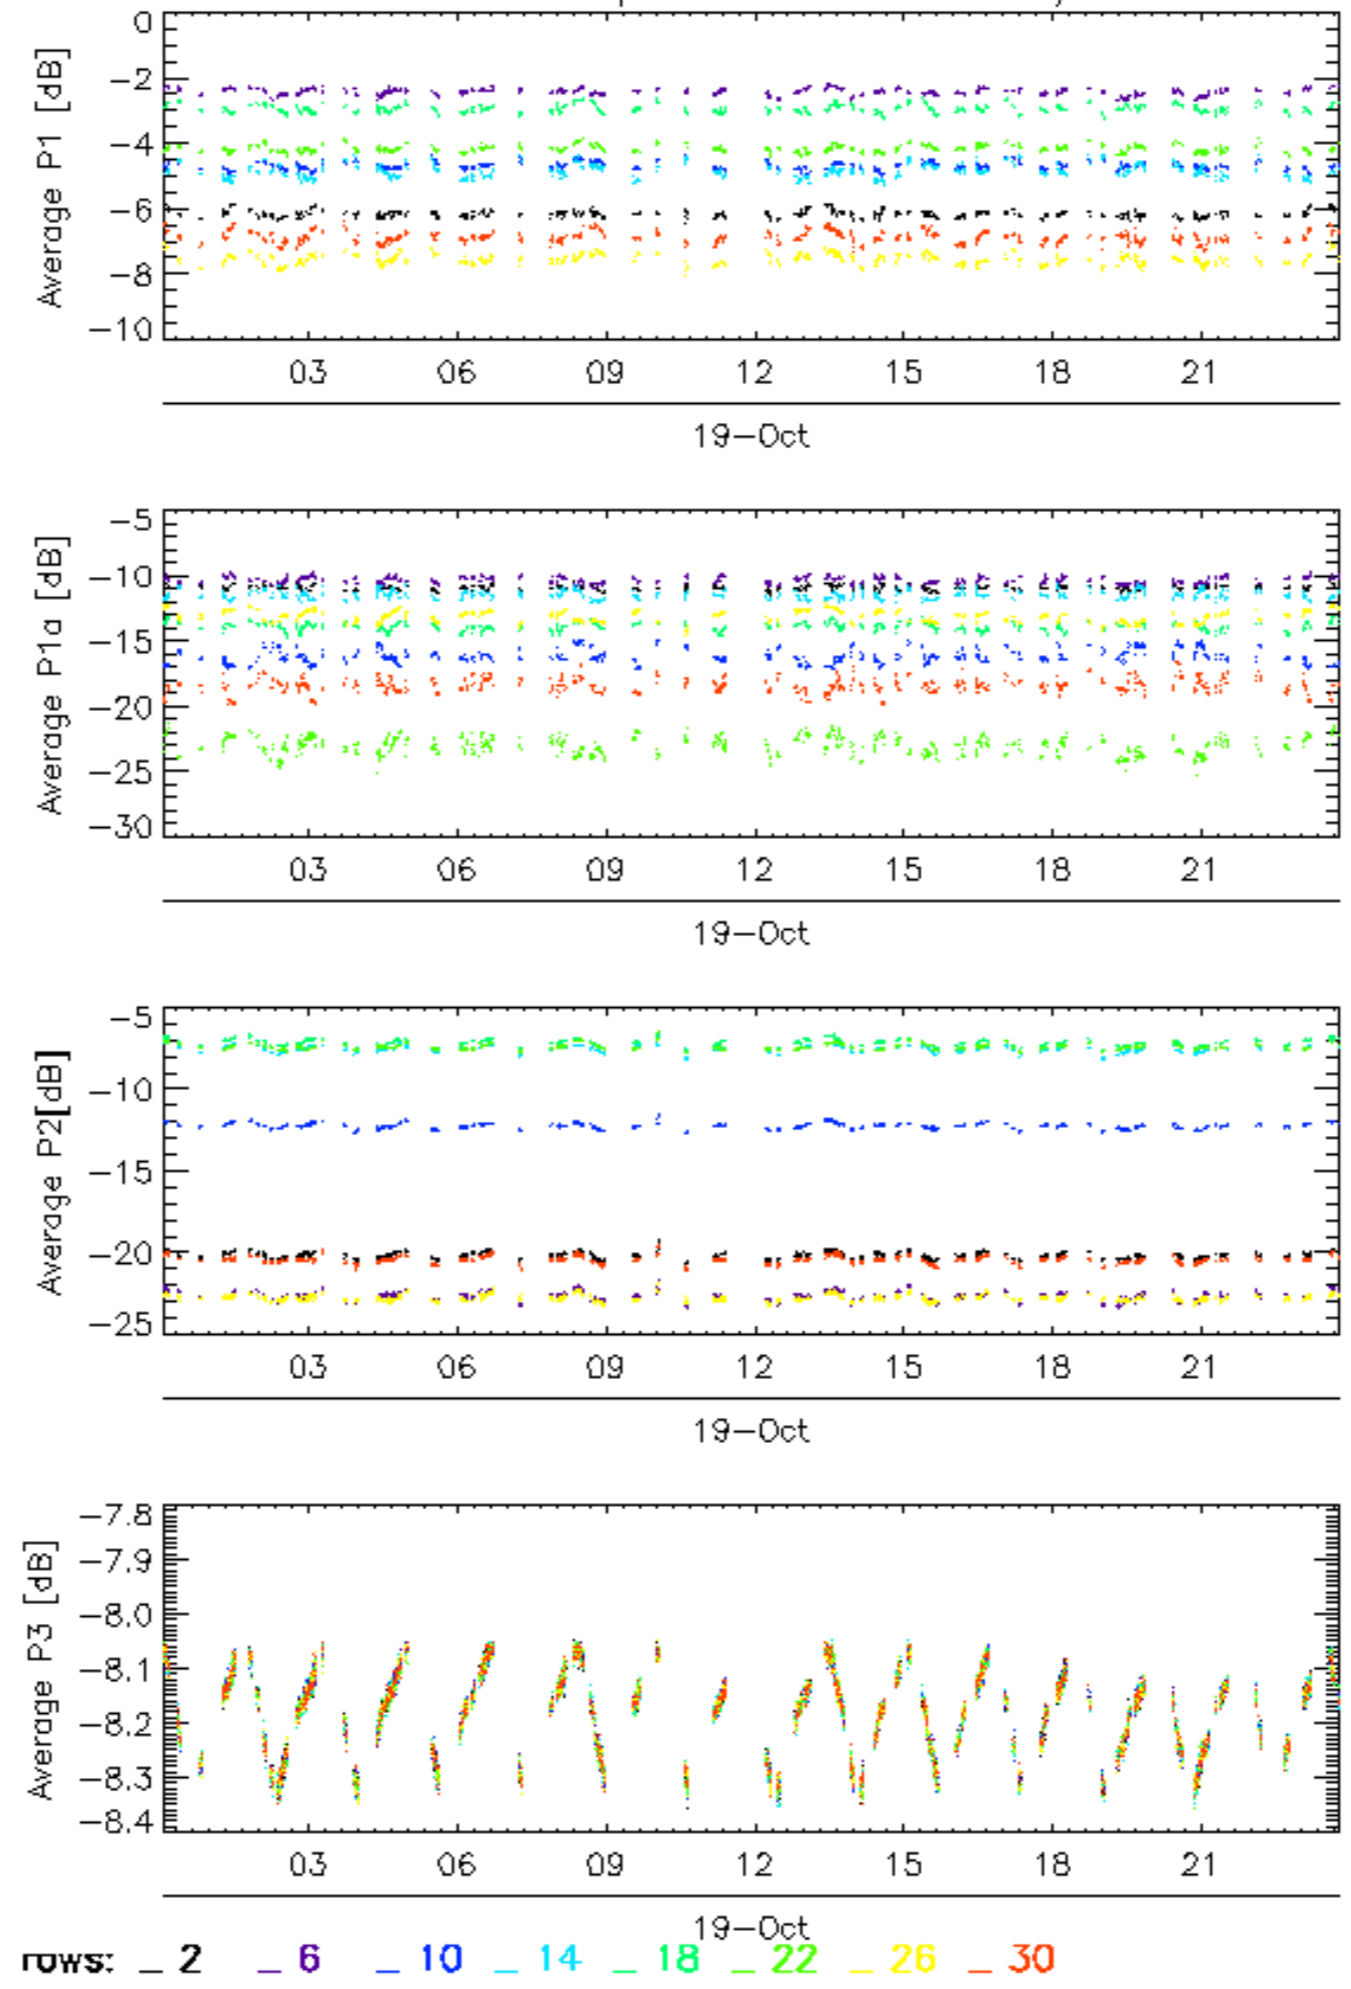 0
−2
−4
−6
−8
−10
Average P1 [dB]
03 06 09 12 15 18 21
19−Oct
−5
−10
−15
−20
−25
−30
Average P1a [dB]
03 06 09 12 15 18 21
19−Oct
−5
−10
−15
−20
−25
Average P2[dB]
03 06 09 12 15 18 21
19−Oct
−7.8
−7.9
−8.0
−8.1
−8.2
−8.3
−8.4
Average P3 [dB]
03 06 09 12 15 18 21
19−Oct
rows: _ 2 _ 6 _ 10 _ 14 _ 18 _ 22 _ 26 _ 30